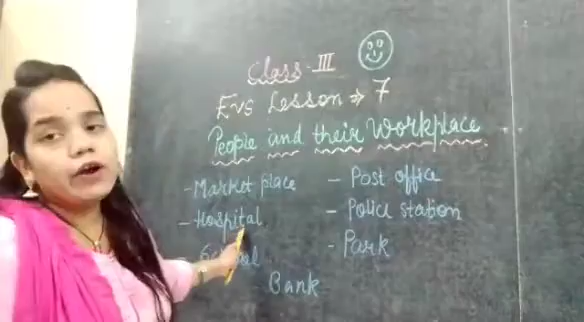 Class - III
EVS Lesson ⇒ 7
People and their Workplace
- Market place
- Hospital
School
- Post office
- Police station
- Park
Bank